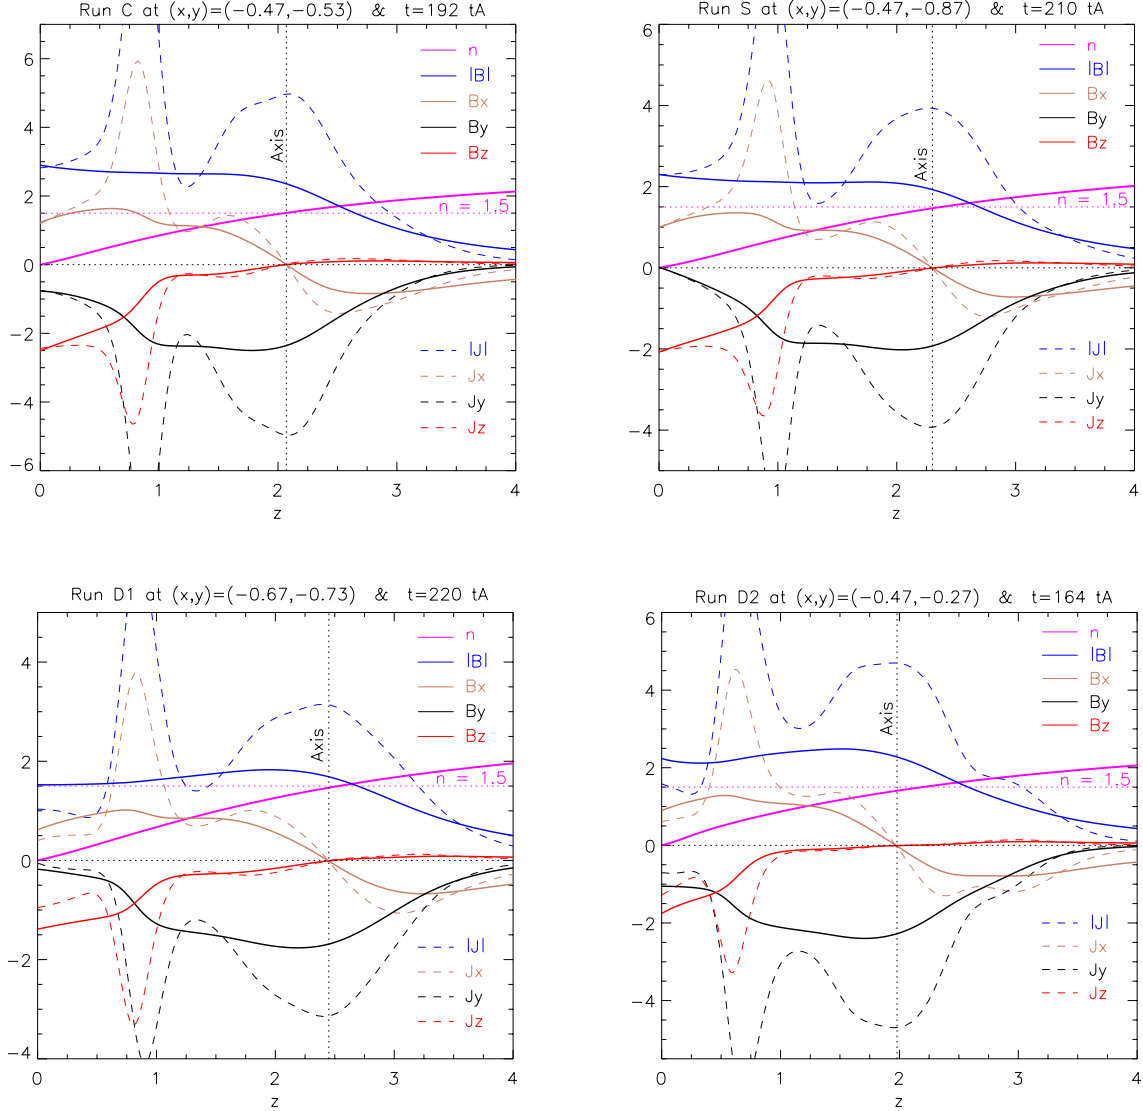 Run C at (x,y)=(−0.47,−0.53) & t=192 tA
n
|B|
Bx
By
Bz
Axis
n = 1.5
|J|
Jx
Jy
Jz
6
4
2
0
−2
−4
−6
0 1 2 3 4
z
Run S at (x,y)=(−0.47,−0.87) & t=210 tA
n
|B|
Bx
By
Bz
Axis
n = 1.5
|J|
Jx
Jy
Jz
4
2
0
−2
−4
0 1 2 3 4
z
Run D1 at (x,y)=(−0.67,−0.73) & t=220 tA
n
|B|
Bx
By
Bz
Axis
n = 1.5
|J|
Jx
Jy
Jz
4
2
0
−2
−4
0 1 2 3 4
z
Run D2 at (x,y)=(−0.47,−0.27) & t=164 tA
n
|B|
Bx
By
Bz
Axis
n = 1.5
|J|
Jx
Jy
Jz
6
4
2
0
−2
−4
0 1 2 3 4
z